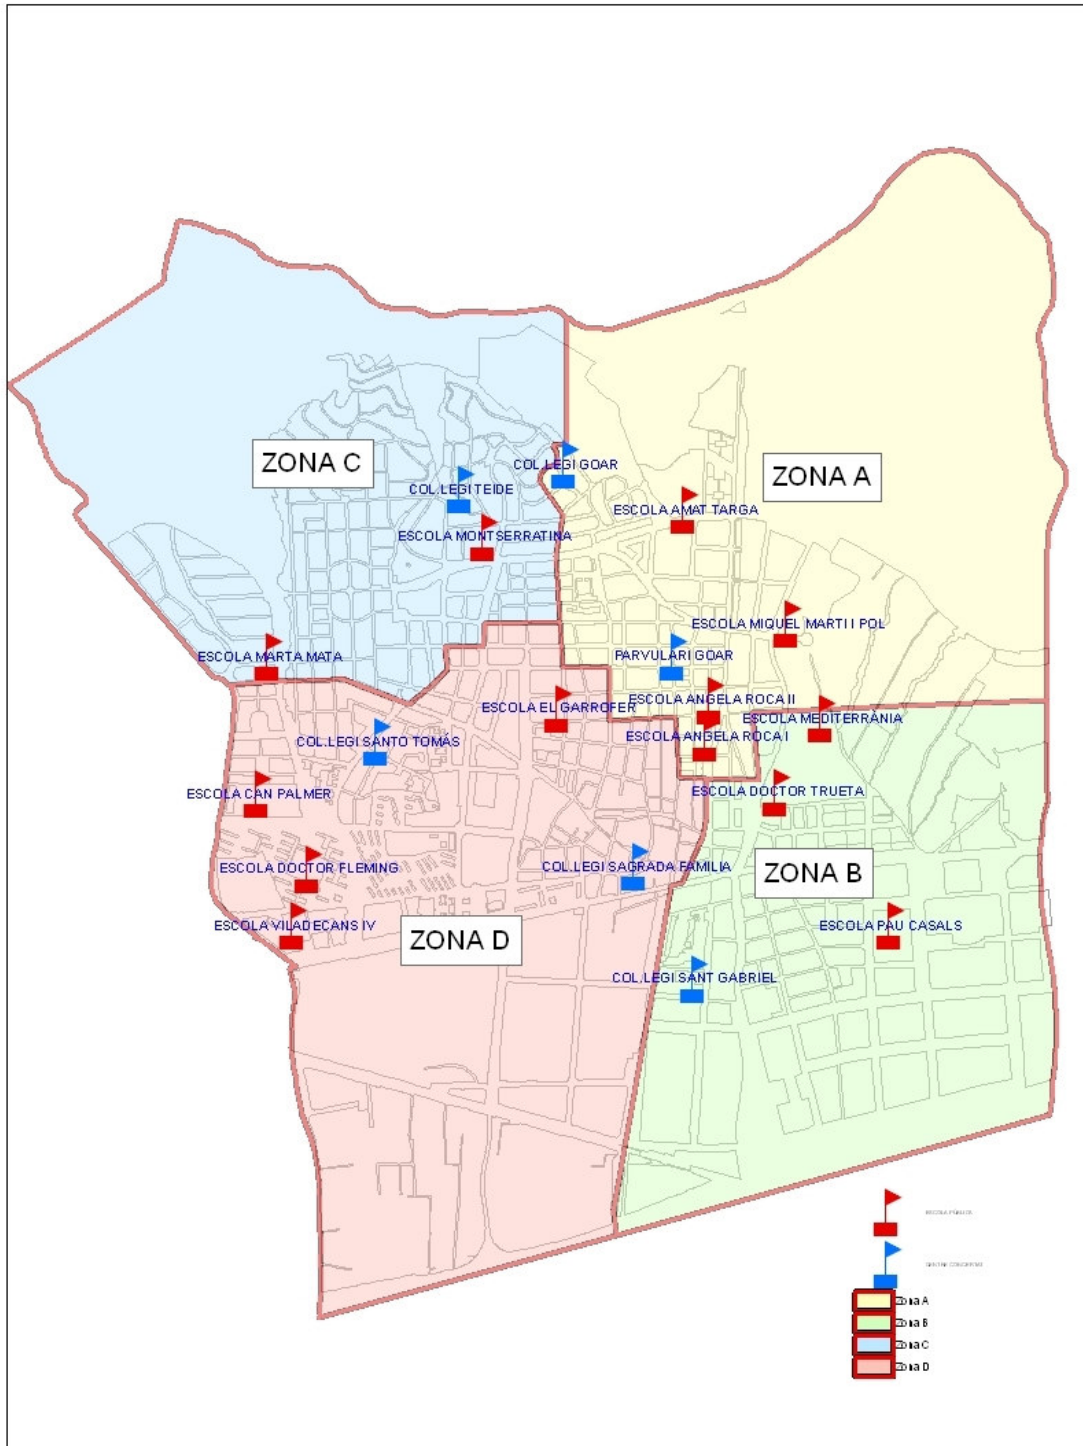 ZONA C
COL.LEGI GOAR
ZONA A
COL.LEGI TEIDE
ESCOLA AMAT TARGA
ESCOLA MONTSERRATINA
ESCOLA MIQUEL MARTI I POL
ESCOLA MARTA MATA
PARVULARI GOAR
ESCOLA ANGELA ROCA II
ESCOLA EL GARROFER
ESCOLA MEDITERRÀNIA
ESCOLA ANGELA ROCA I
COL.LEGI SANTO TOMAS
ESCOLA CAN PALMER
ESCOLA DOCTOR TRUETA
ESCOLA DOCTOR FLEMING
COL.LEGI SAGRADA FAMILIA
ZONA B
ESCOLA VILADECANS IV
ZONA D
ESCOLA PAU CASALS
COL.LEGI SANT GABRIEL
ESCOLA PÚBLICA
Zona A
Zona B
Zona C
Zona D